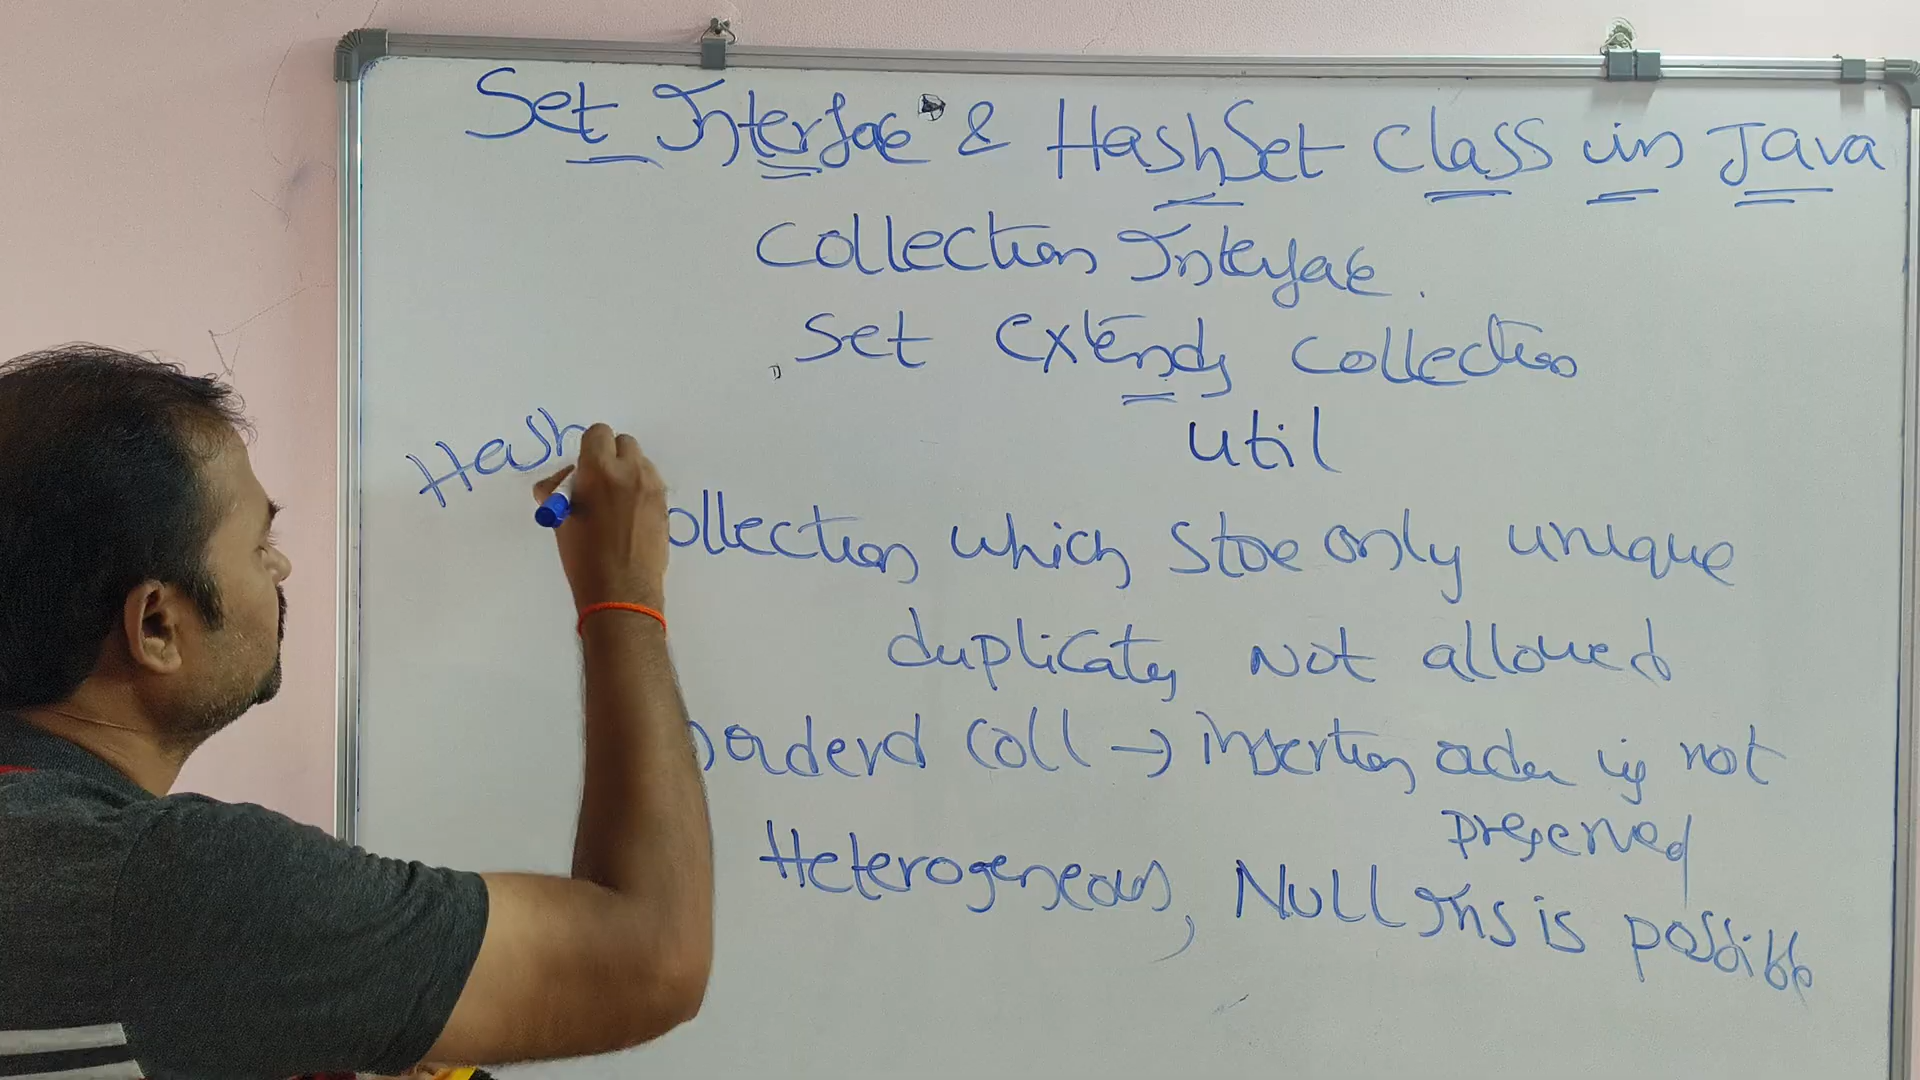 Set Interface & HashSet class in Java
Collection Interface.
Set extends collection
util
Hash
ollection which store only unique
duplicates not allowed
orderd coll → insertion order is not
preserved
Heterogeneous, NULL Ins is possible